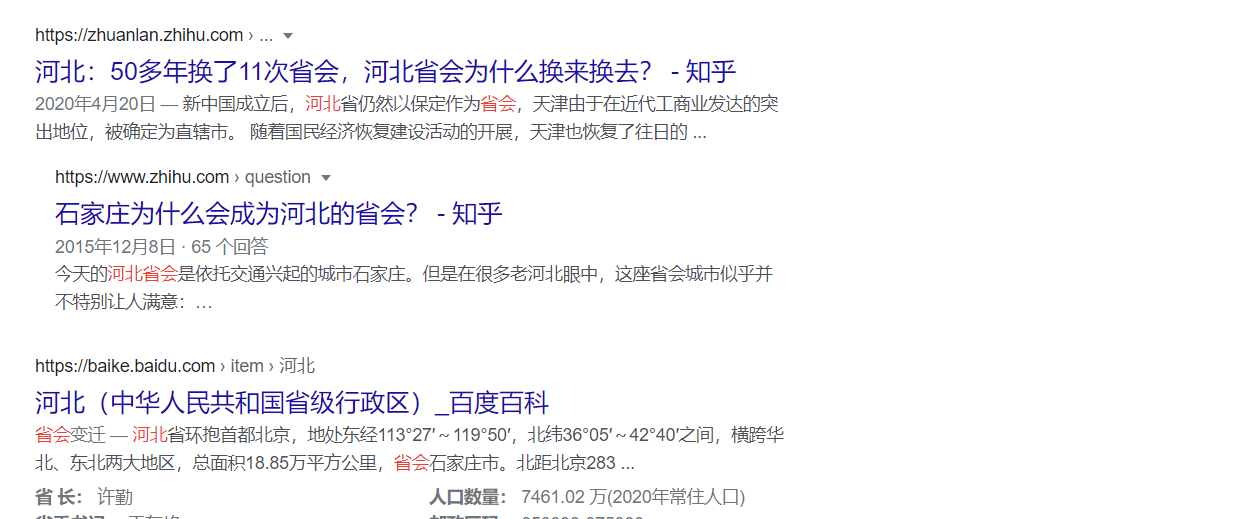 https://zhuanlan.zhihu.com › ...
河北：50多年换了11次省会，河北省会为什么换来换去？ - 知乎
2020年4月20日 — 新中国成立后，河北省仍然以保定作为省会，天津由于在近代工商业发达的突
出地位，被确定为直辖市。 随着国民经济恢复建设活动的开展，天津也恢复了往日的 ...
https://www.zhihu.com › question
石家庄为什么会成为河北的省会？ - 知乎
2015年12月8日 · 65 个回答
今天的河北省会是依托交通兴起的城市石家庄。但是在很多老河北眼中，这座省会城市似乎并
不特别让人满意：…
https://baike.baidu.com › item › 河北
河北（中华人民共和国省级行政区）_百度百科
省会变迁 — 河北省环抱首都北京，地处东经113°27′～119°50′，北纬36°05′～42°40′之间，横跨华
北、东北两大地区，总面积18.85万平方公里，省会石家庄市。北距北京283 ...
省 长： 许勤 人口数量： 7461.02 万(2020年常住人口)